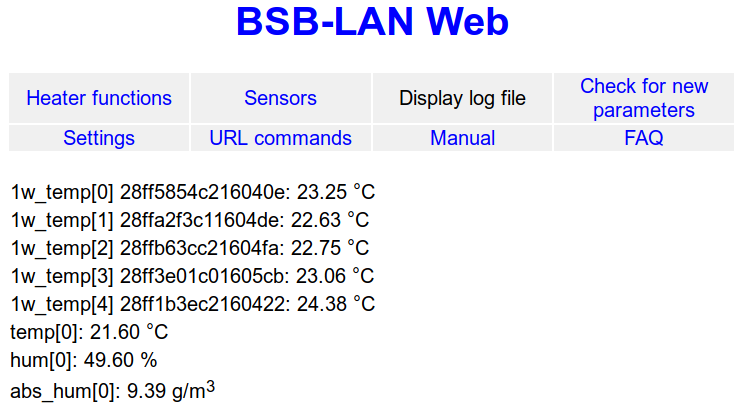 BSB-LAN Web
Heater functions
Sensors
Display log file
Check for new
parameters
Settings
URL commands
Manual
FAQ
1w_temp[0] 28ff5854c216040e: 23.25 °C
1w_temp[1] 28ffa2f3c11604de: 22.63 °C
1w_temp[2] 28ffb63cc21604fa: 22.75 °C
1w_temp[3] 28ff3e01c01605cb: 23.06 °C
1w_temp[4] 28ff1b3ec2160422: 24.38 °C
temp[0]: 21.60 °C
hum[0]: 49.60 %
abs_hum[0]: 9.39 g/m³